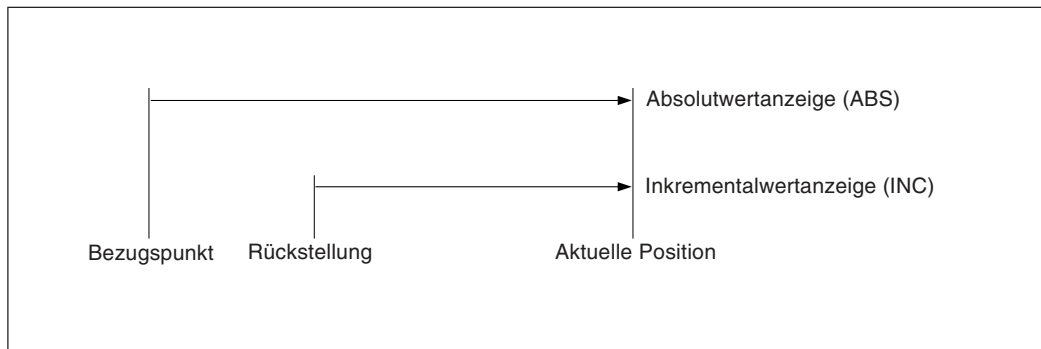 Absolutwertanzeige (ABS)
Inkrementalwertanzeige (INC)
Bezugspunkt
Rückstellung
Aktuelle Position